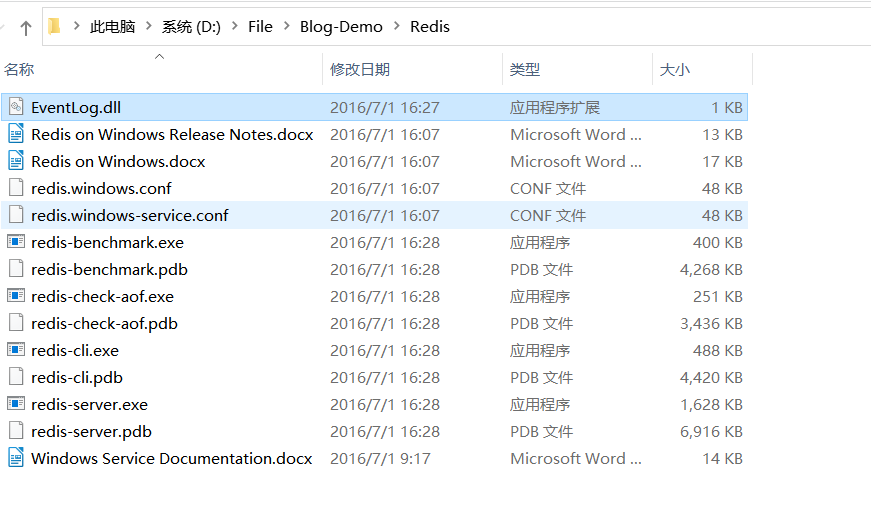 此电脑 > 系统 (D:) > File > Blog-Demo > Redis
名称 修改日期 类型 大小
EventLog.dll 2016/7/1 16:27 应用程序扩展 1 KB
Redis on Windows Release Notes.docx 2016/7/1 16:07 Microsoft Word ... 13 KB
Redis on Windows.docx 2016/7/1 16:07 Microsoft Word ... 17 KB
redis.windows.conf 2016/7/1 16:07 CONF 文件 48 KB
redis.windows-service.conf 2016/7/1 16:07 CONF 文件 48 KB
redis-benchmark.exe 2016/7/1 16:28 应用程序 400 KB
redis-benchmark.pdb 2016/7/1 16:28 PDB 文件 4,268 KB
redis-check-aof.exe 2016/7/1 16:28 应用程序 251 KB
redis-check-aof.pdb 2016/7/1 16:28 PDB 文件 3,436 KB
redis-cli.exe 2016/7/1 16:28 应用程序 488 KB
redis-cli.pdb 2016/7/1 16:28 PDB 文件 4,420 KB
redis-server.exe 2016/7/1 16:28 应用程序 1,628 KB
redis-server.pdb 2016/7/1 16:28 PDB 文件 6,916 KB
Windows Service Documentation.docx 2016/7/1 9:17 Microsoft Word ... 14 KB